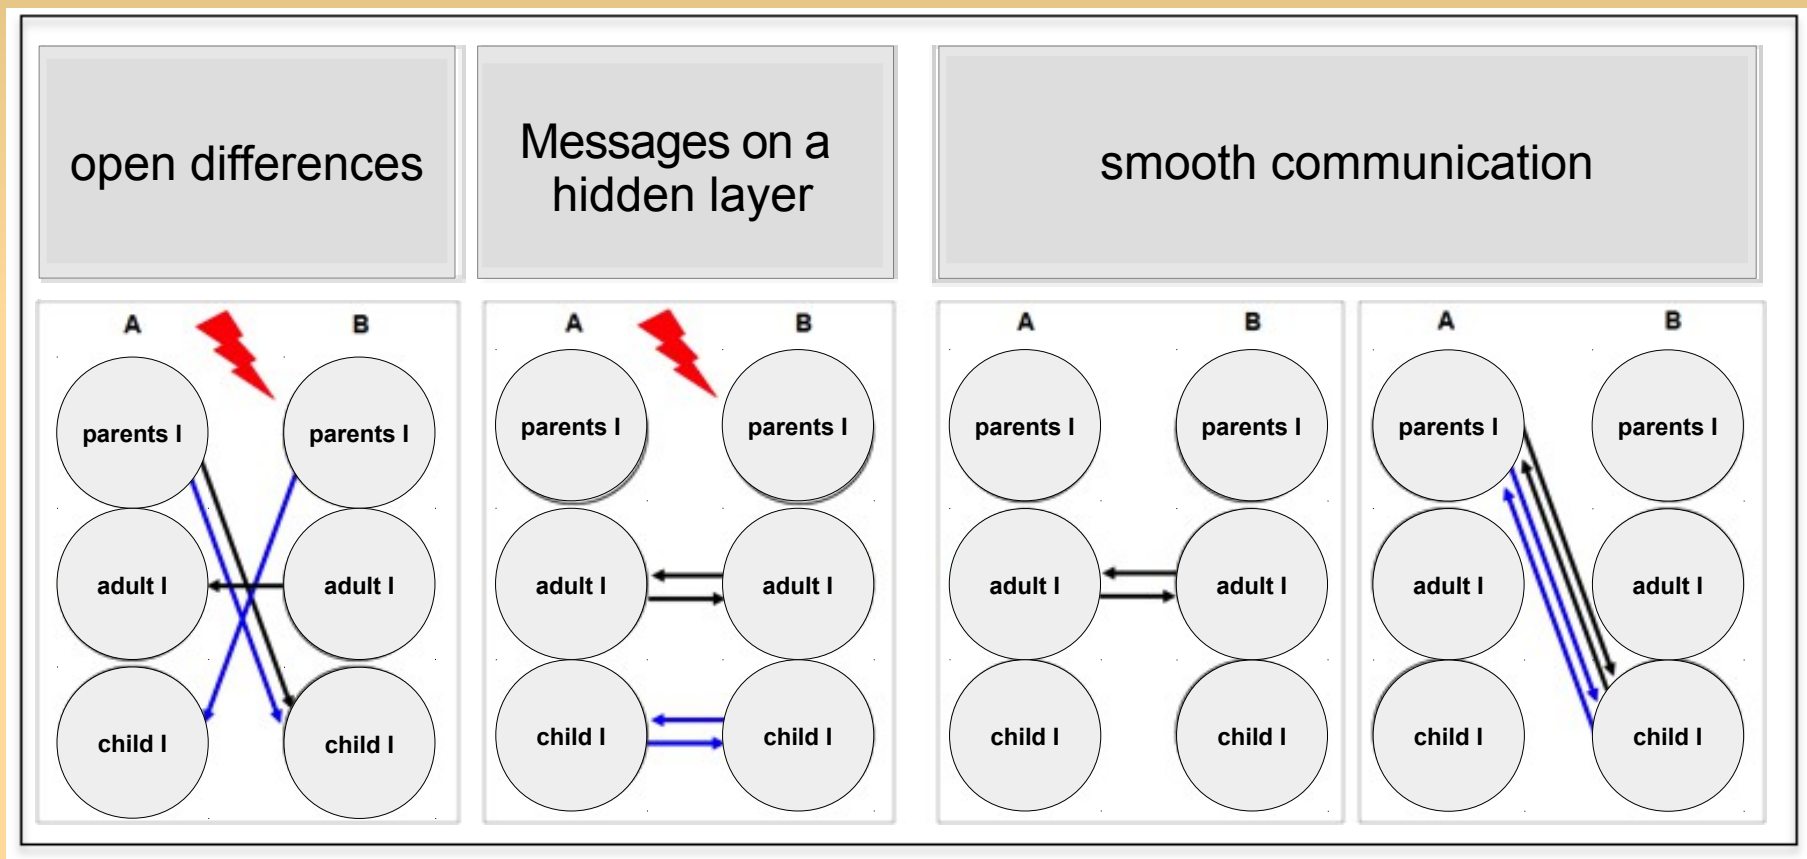 open differences
Messages on a
hidden layer
smooth communication
A B
parents I parents I
adult I adult I
child I child I
A B
parents I parents I
adult I adult I
child I child I
A B
parents I parents I
adult I adult I
child I child I
A B
parents I parents I
adult I adult I
child I child I